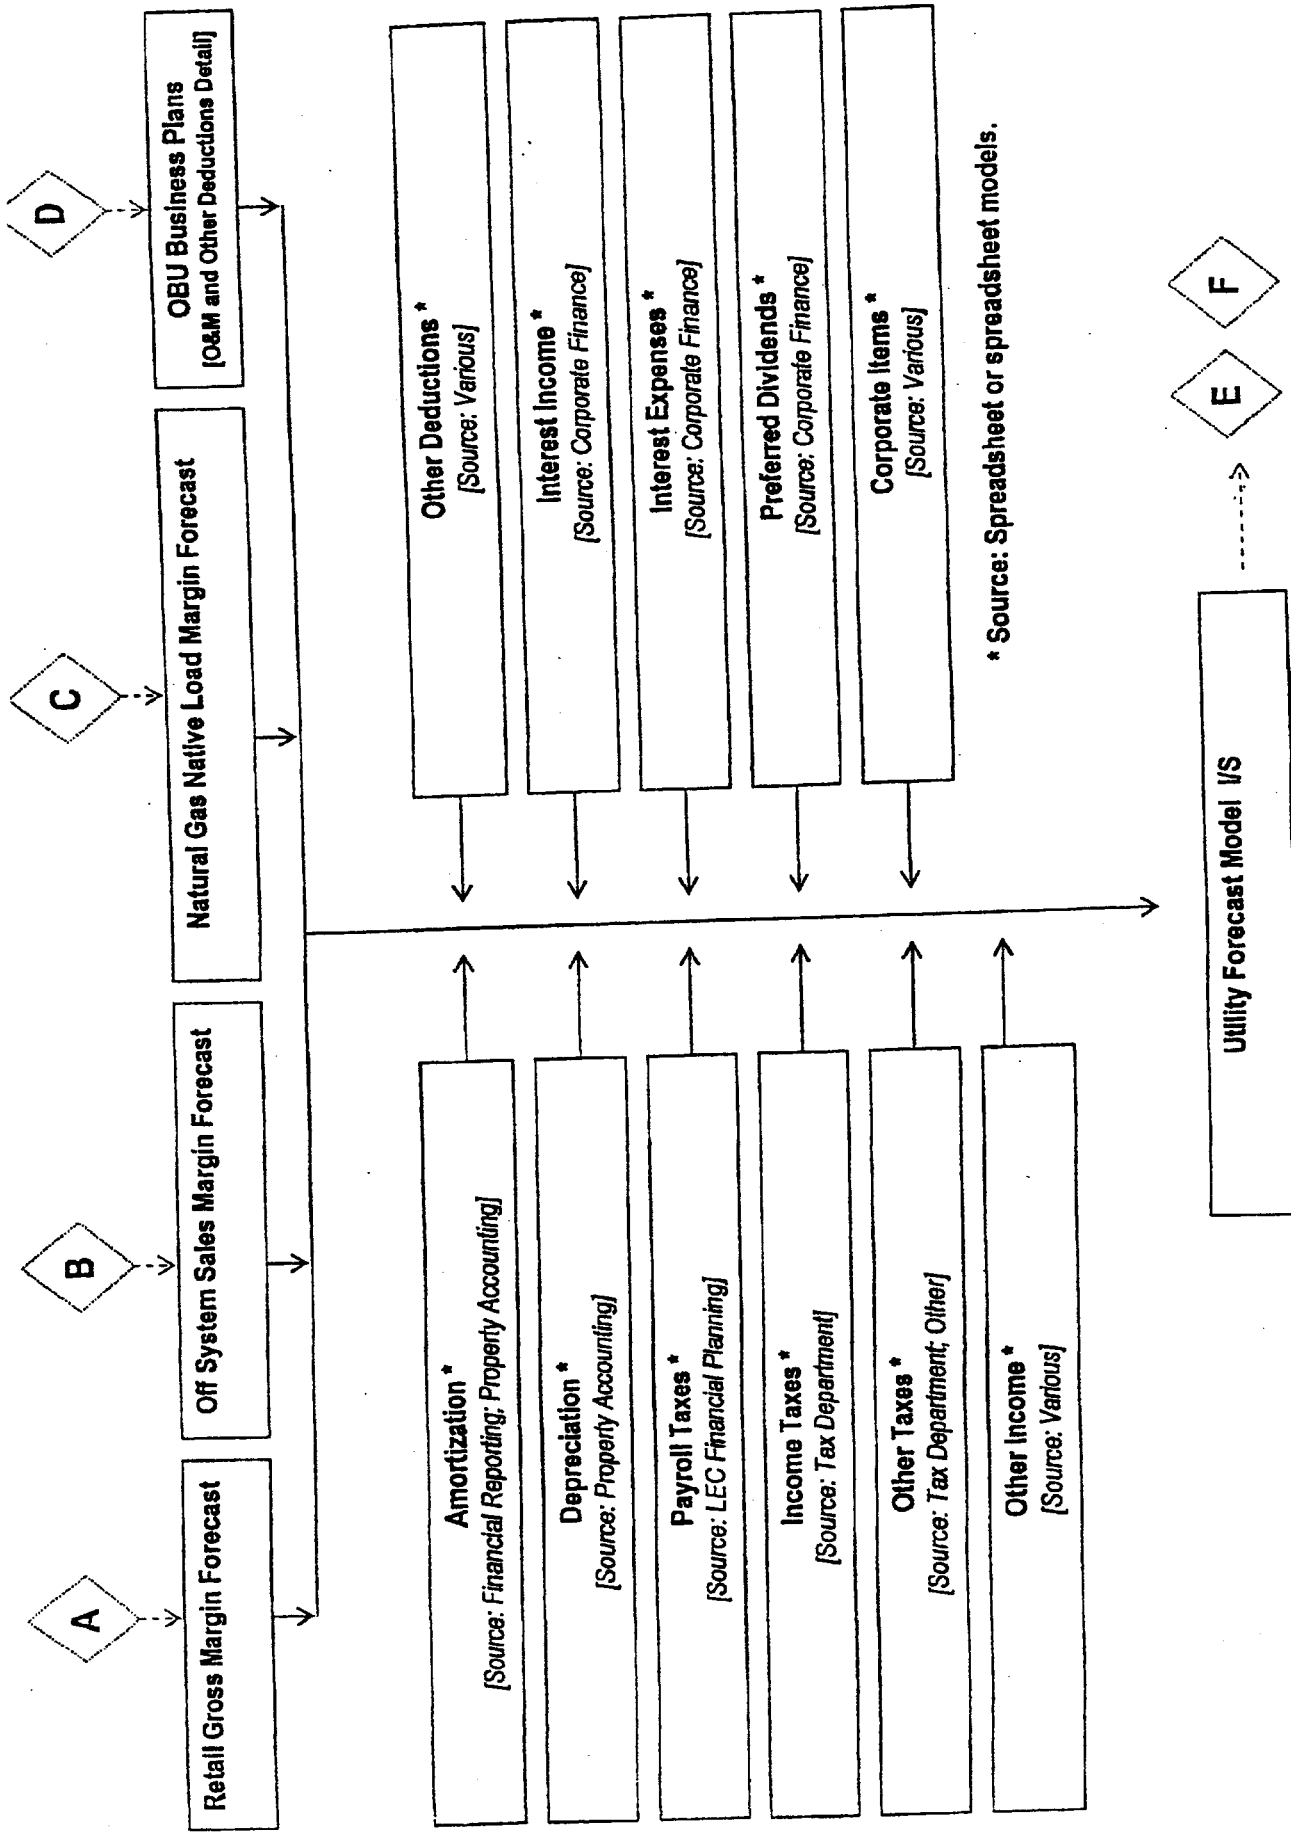 A
B
C
D
Retail Gross Margin Forecast
Off System Sales Margin Forecast
Natural Gas Native Load Margin Forecast
OBU Business Plans
[O&M and Other Deductions Detail]
Amortization *
[Source: Financial Reporting; Property Accounting]
Depreciation *
[Source: Property Accounting]
Payroll Taxes *
[Source: LEC Financial Planning]
Income Taxes *
[Source: Tax Department]
Other Taxes *
[Source: Tax Department; Other]
Other Income *
[Source: Various]
Other Deductions *
[Source: Various]
Interest Income *
[Source: Corporate Finance]
Interest Expenses *
[Source: Corporate Finance]
Preferred Dividends *
[Source: Corporate Finance]
Corporate Items *
[Source: Various]
* Source: Spreadsheet or spreadsheet models.
Utility Forecast Model I/S
E
F